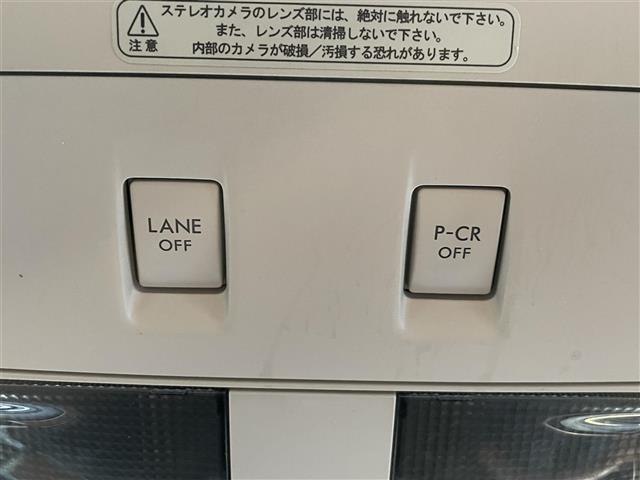 ステレオカメラのレンズ部には、絶対に触れないで下さい。
また、レンズ部は清掃しないで下さい。
内部のカメラが破損／汚損する恐れがあります。
注意
LANE
OFF
P-CR
OFF